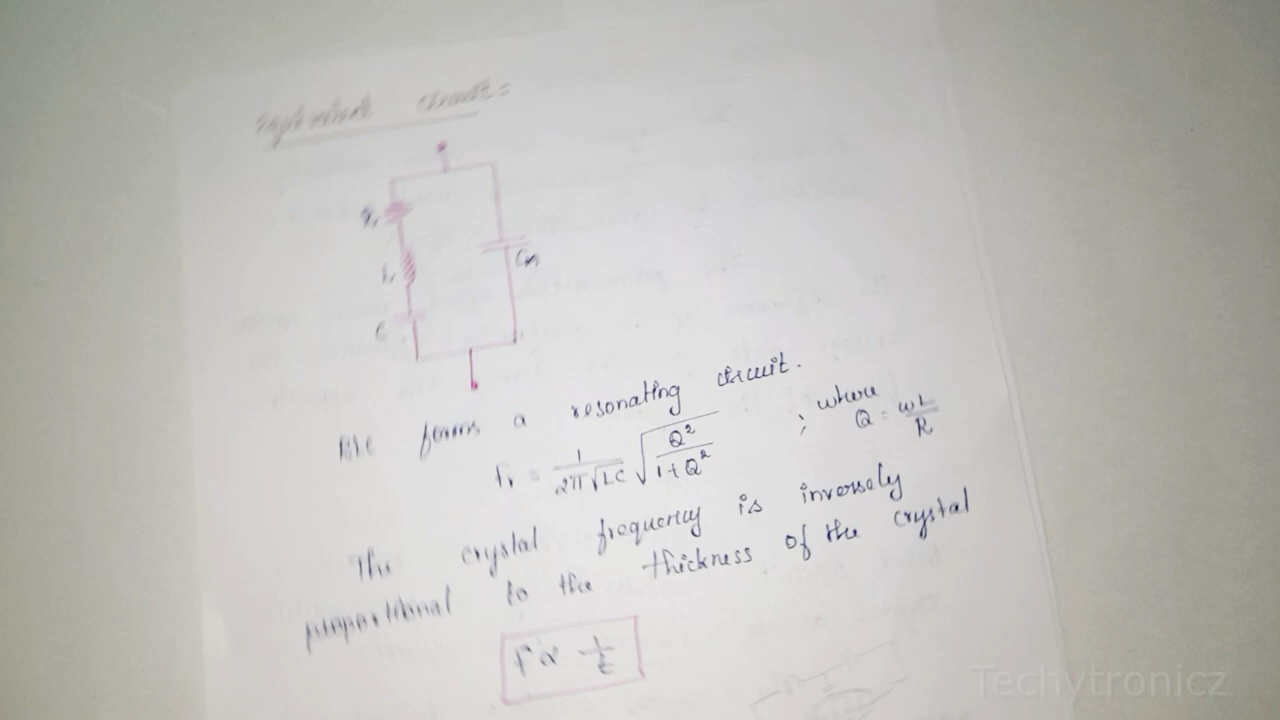 Equivalent circuit:
R
L
C
Cm
RLC forms a resonating circuit.
fr = 1/2π√LC √Q²/1+Q² ; where Q = ωL/R
The crystal frequency is inversely
proportional to the thickness of the crystal
f ∝ 1/t
Techytronicz